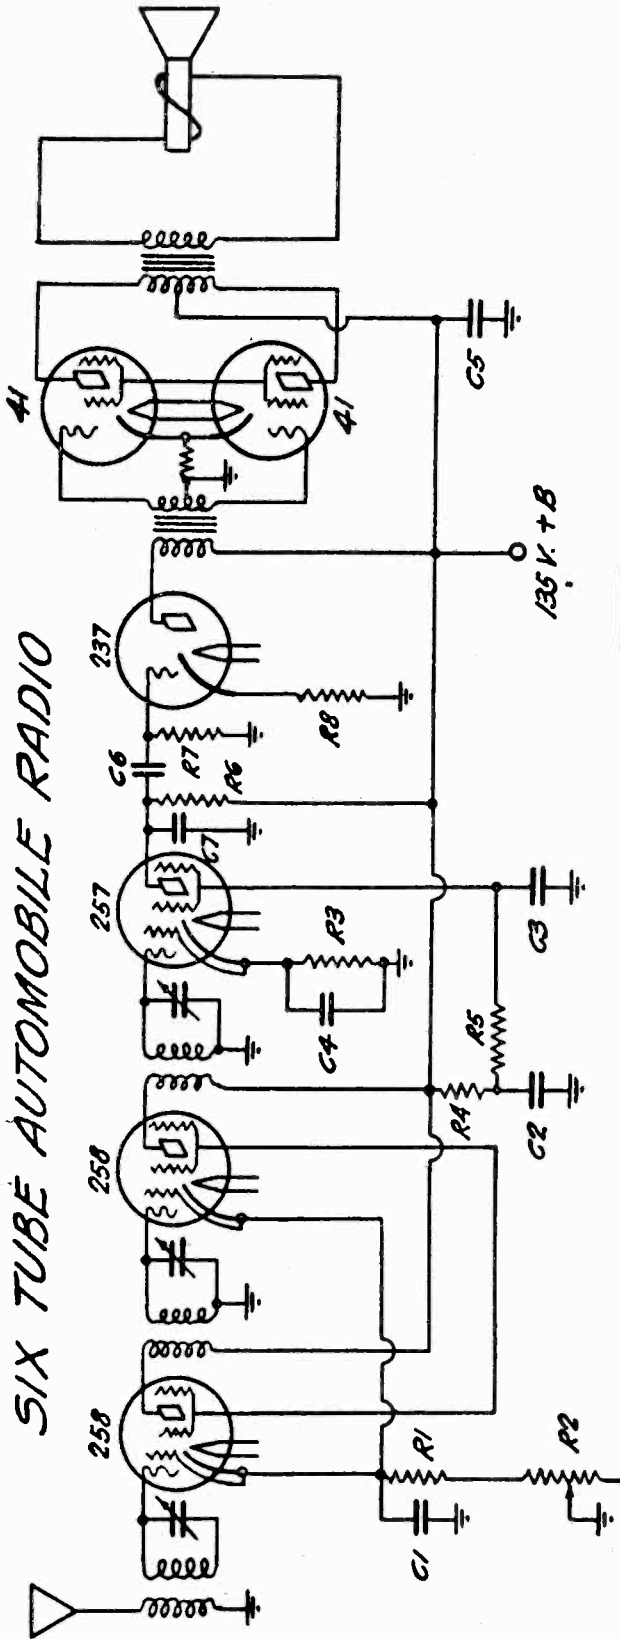 SIX TUBE AUTOMOBILE RADIO
258
258
257
237
41
41
C1
R1
R2
R4
C2
R5
C3
C4
R3
C7
R6
C6
R7
R8
135 V. + B
C5